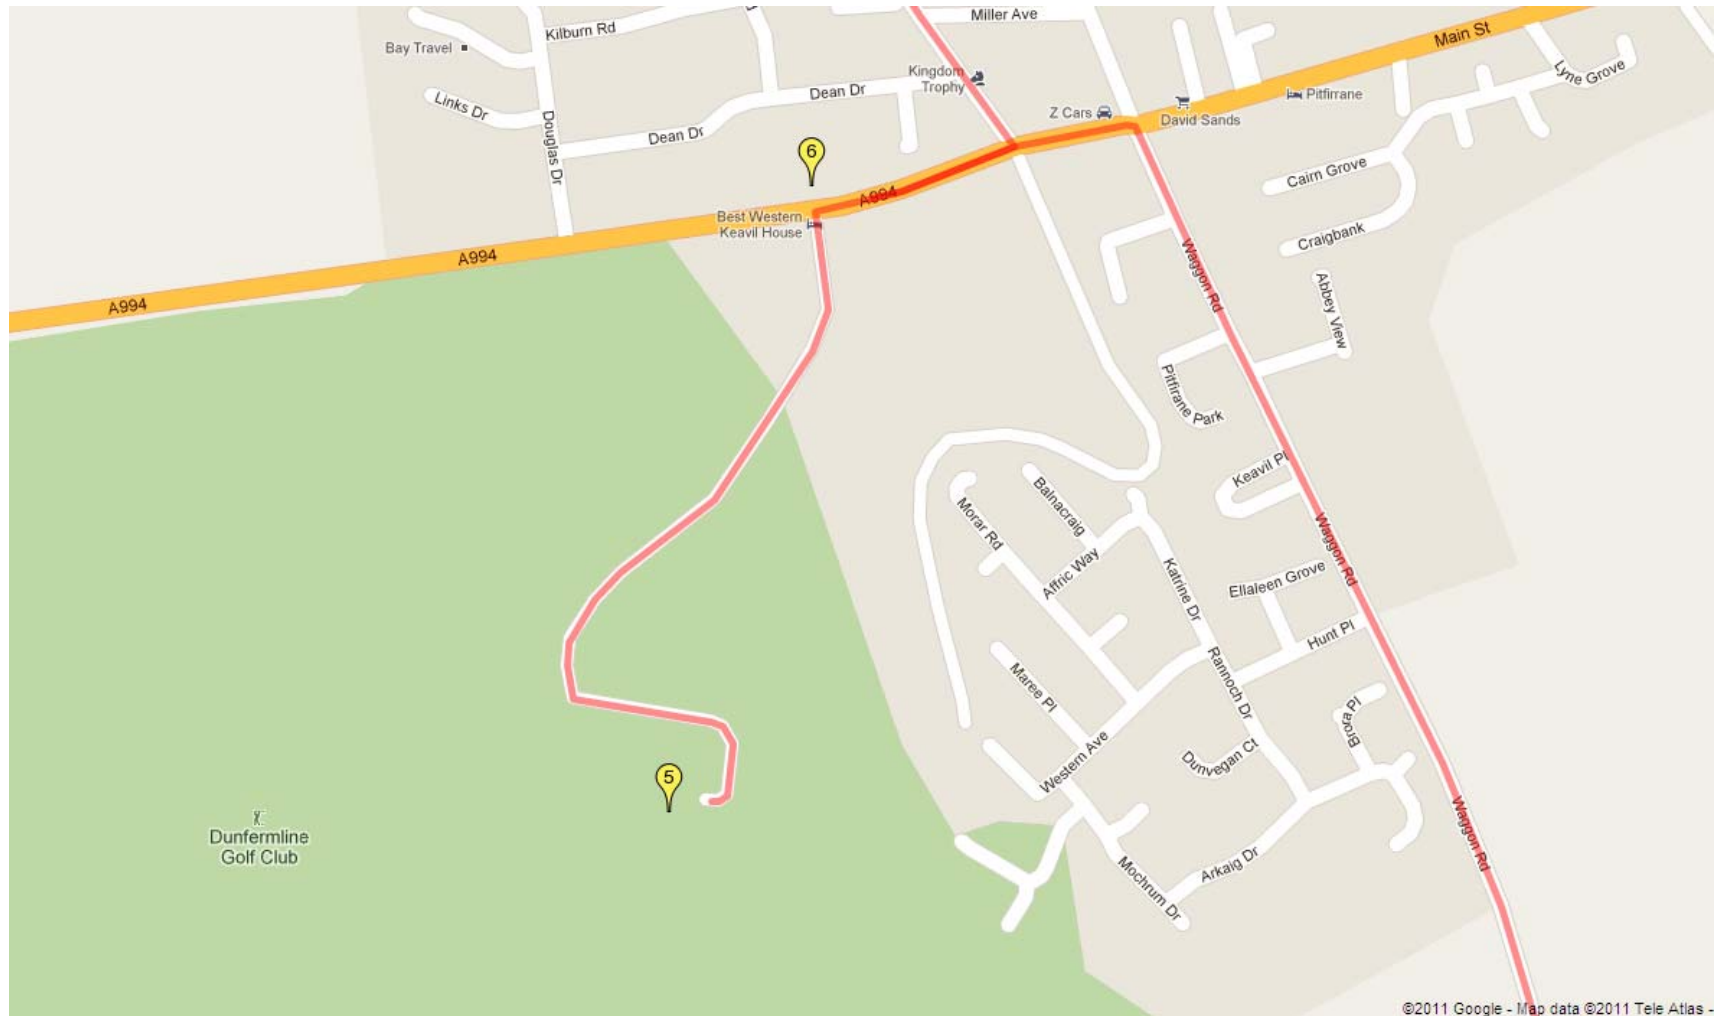 Miller Ave
Kilburn Rd
Main St
Bay Travel
Kingdom
Trophy
Lyne Grove
Links Dr
Dean Dr
Pitfirrane
Z Cars
David Sands
Douglas Dr
Dean Dr
6
Cairn Grove
A994
Best Western
Keavil House
Craigbank
A994
Waggon Rd
Abbey View
A994
Pitfirane Park
Keavil Pl
Balnacraig
Morar Rd
Waggon Rd
Affric Way
Katrine Dr
Ellaleen Grove
Hunt Pl
Rannoch Dr
Maree Pl
Brora Pl
Western Ave
Dunvegan Ct
5
Dunfermline
Golf Club
Waggon Rd
Arkaig Dr
Mochrum Dr
©2011 Google - Map data ©2011 Tele Atlas -